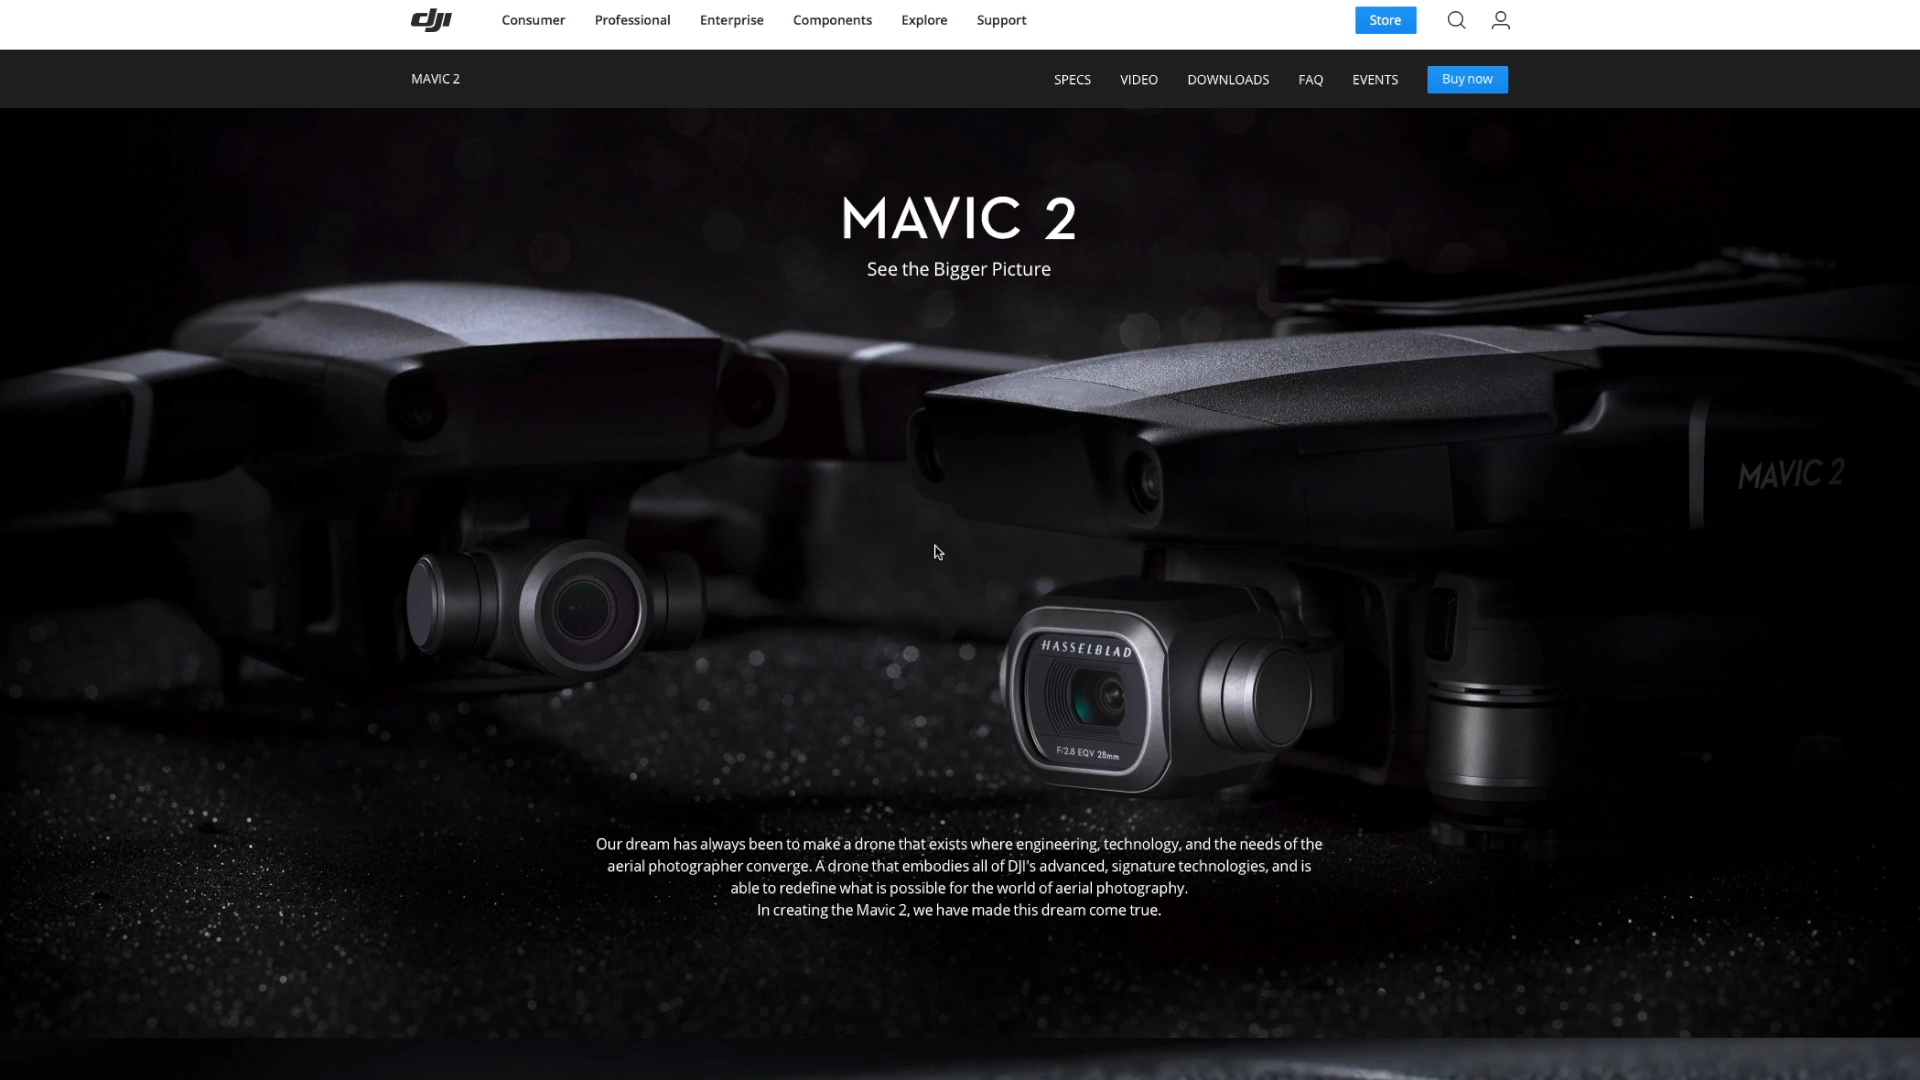 dji
Consumer
Professional
Enterprise
Components
Explore
Support
Store
MAVIC 2
SPECS
VIDEO
DOWNLOADS
FAQ
EVENTS
Buy now
MAVIC 2
See the Bigger Picture
MAVIC 2
HASSELBLAD
F/2.8 EQV 28mm
Our dream has always been to make a drone that exists where engineering, technology, and the needs of the
aerial photographer converge. A drone that embodies all of DJI's advanced, signature technologies, and is
able to redefine what is possible for the world of aerial photography.
In creating the Mavic 2, we have made this dream come true.